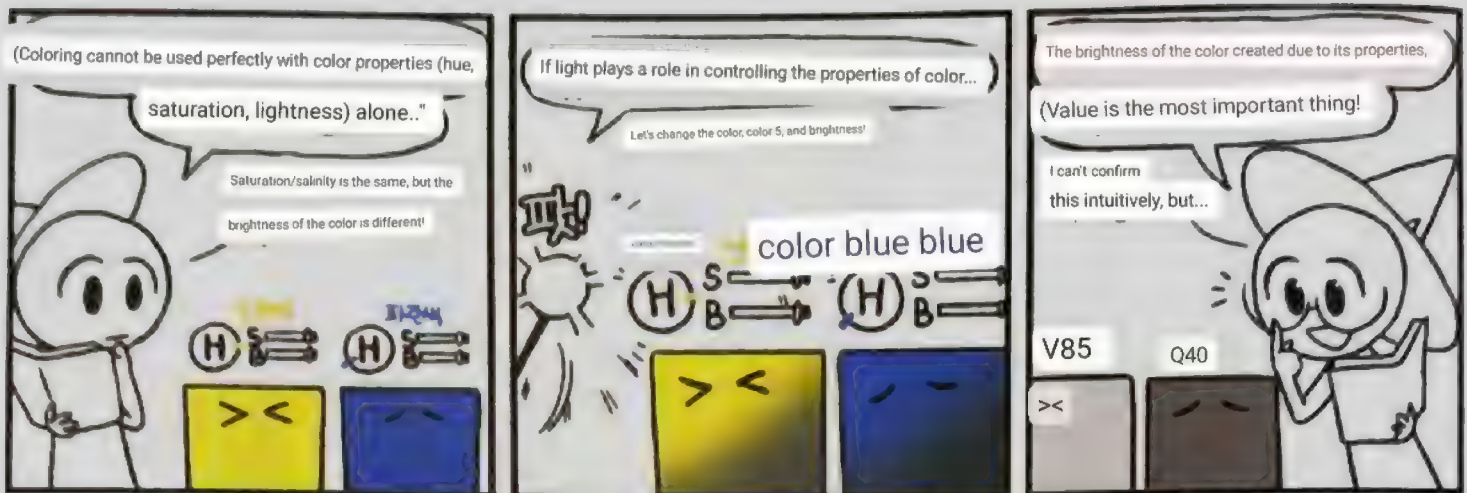 (Coloring cannot be used perfectly with color properties (hue,
saturation, lightness) alone.."
Saturation/salinity is the same, but the
brightness of the color is different!
H S B
H S B
If light plays a role in controlling the properties of color...
Let's change the color, color 5, and brightness!
color blue blue
H S B
H B
The brightness of the color created due to its properties,
(Value is the most important thing!
I can't confirm
this intuitively, but...
V85
Q40
><